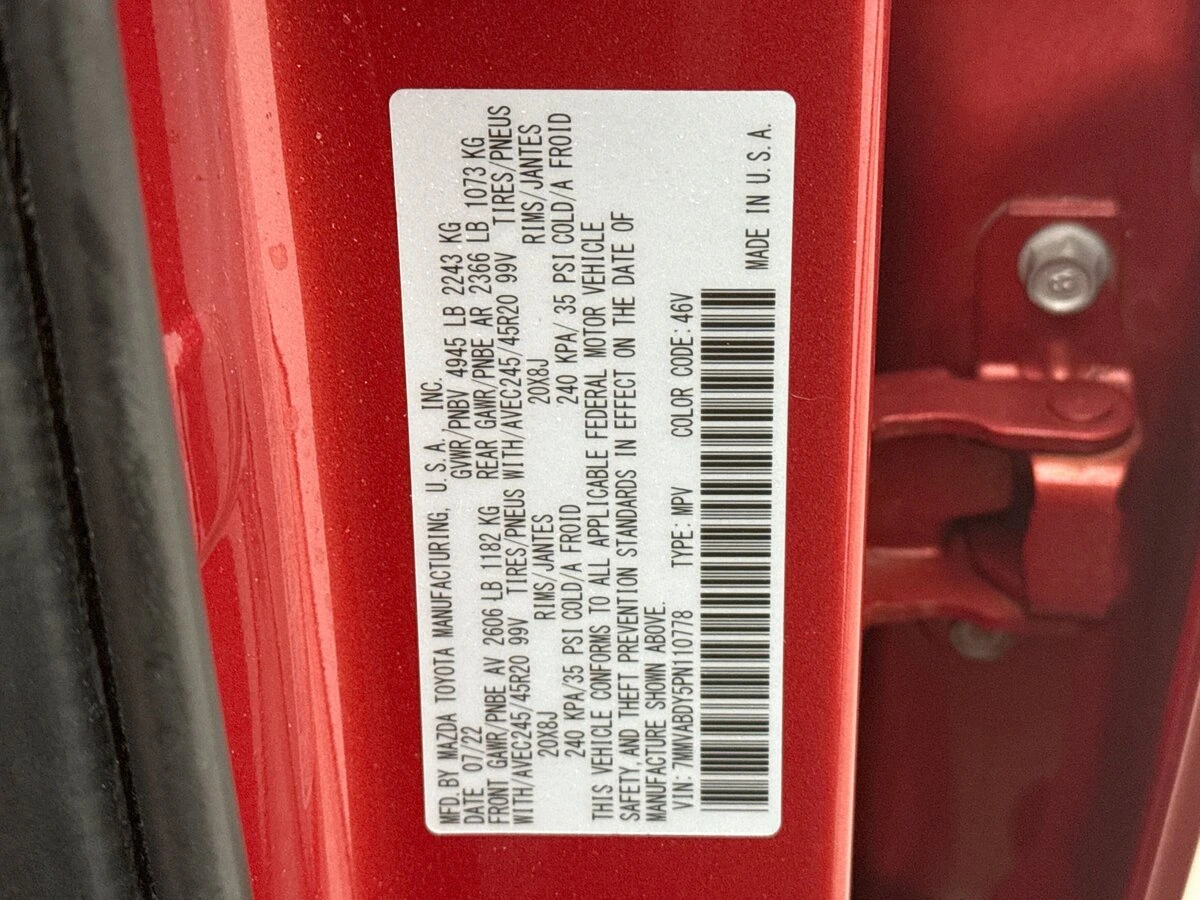 MFD. BY MAZDA TOYOTA MANUFACTURING, U.S.A. INC.
DATE 07/22 GVWR/PNBV 4945 LB 2243 KG
FRONT GAWR/PNBE AV 2606 LB 1182 KG REAR GAWR/PNBE AR 2366 LB 1073 KG
WITH/AVEC245/45R20 99V TIRES/PNEUS WITH/AVEC245/45R20 99V TIRES/PNEUS
20X8J RIMS/JANTES 20X8J RIMS/JANTES
240 KPA/35 PSI COLD/A FROID 240 KPA/ 35 PSI COLD/A FROID
THIS VEHICLE CONFORMS TO ALL APPLICABLE FEDERAL MOTOR VEHICLE
SAFETY, AND THEFT PREVENTION STANDARDS IN EFFECT ON THE DATE OF
MANUFACTURE SHOWN ABOVE.
VIN: 7MMVABDY5PN110778 TYPE: MPV COLOR CODE: 46V
MADE IN U.S.A.
8